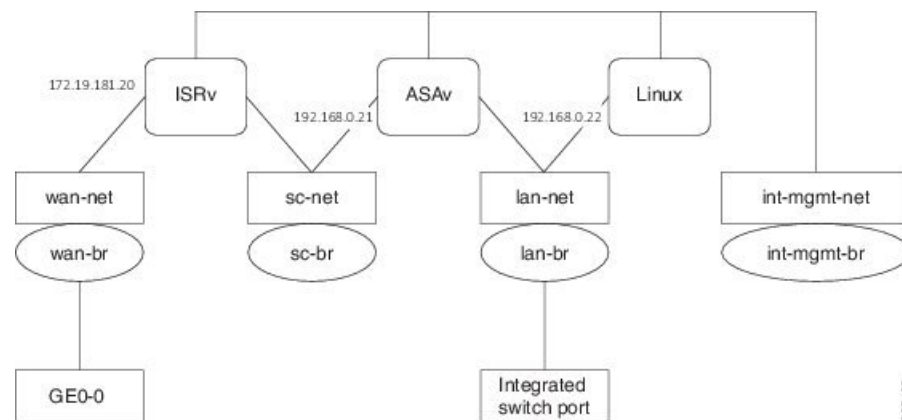 172.19.181.20
ISRv
192.168.0.21
ASAv
192.168.0.22
Linux
wan-net
sc-net
lan-net
int-mgmt-net
wan-br
sc-br
lan-br
int-mgmt-br
GE0-0
Integrated
switch port